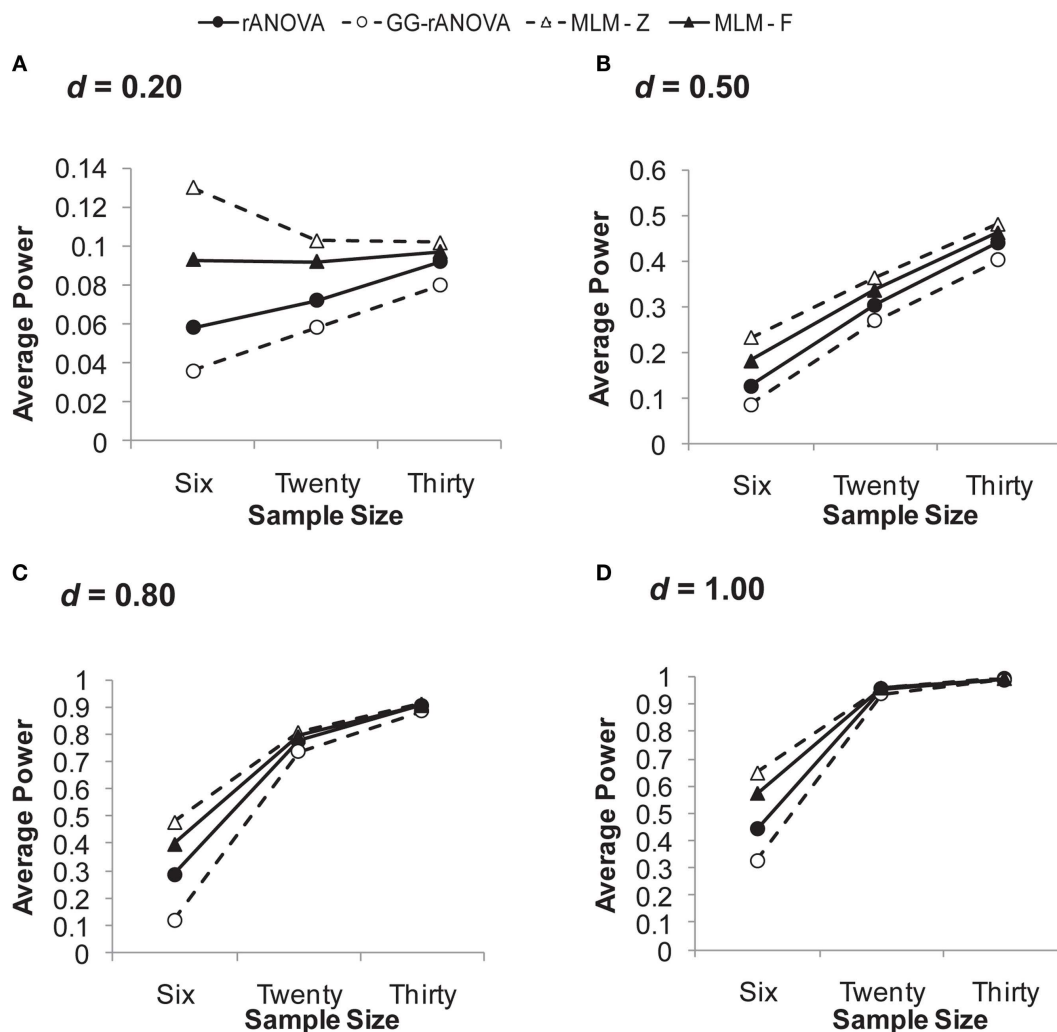 rANOVA GG-rANOVA MLM - Z MLM - F
A
d = 0.20
0.14
0.12
0.1
0.08
0.06
0.04
0.02
0
Average Power
Six Twenty Thirty
Sample Size
B
d = 0.50
0.6
0.5
0.4
0.3
0.2
0.1
0
Average Power
Six Twenty Thirty
Sample Size
C
d = 0.80
1
0.9
0.8
0.7
0.6
0.5
0.4
0.3
0.2
0.1
0
Average Power
Six Twenty Thirty
Sample Size
D
d = 1.00
1
0.9
0.8
0.7
0.6
0.5
0.4
0.3
0.2
0.1
0
Average Power
Six Twenty Thirty
Sample Size